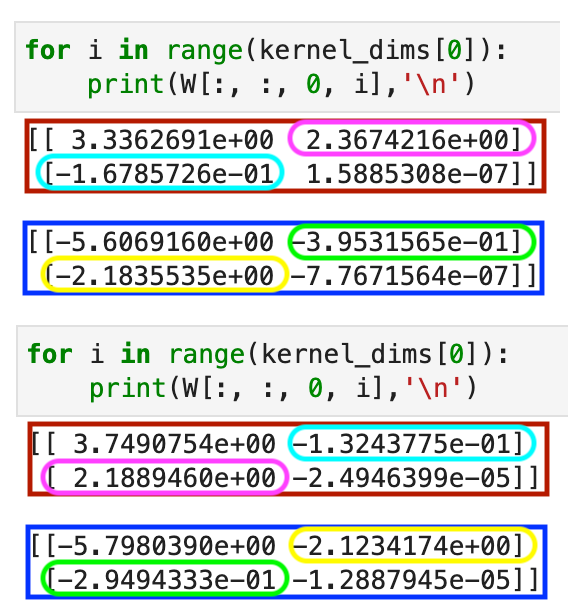 for i in range(kernel_dims[0]):
    print(W[:, :, 0, i],'\n')
[[ 3.3362691e+00  2.3674216e+00]
 [-1.6785726e-01  1.5885308e-07]]
[[-5.6069160e+00 -3.9531565e-01]
 [-2.1835535e+00 -7.7671564e-07]]
for i in range(kernel_dims[0]):
    print(W[:, :, 0, i],'\n')
[[ 3.7490754e+00 -1.3243775e-01]
 [ 2.1889460e+00 -2.4946399e-05]]
[[-5.7980390e+00 -2.1234174e+00]
 [-2.9494333e-01 -1.2887945e-05]]